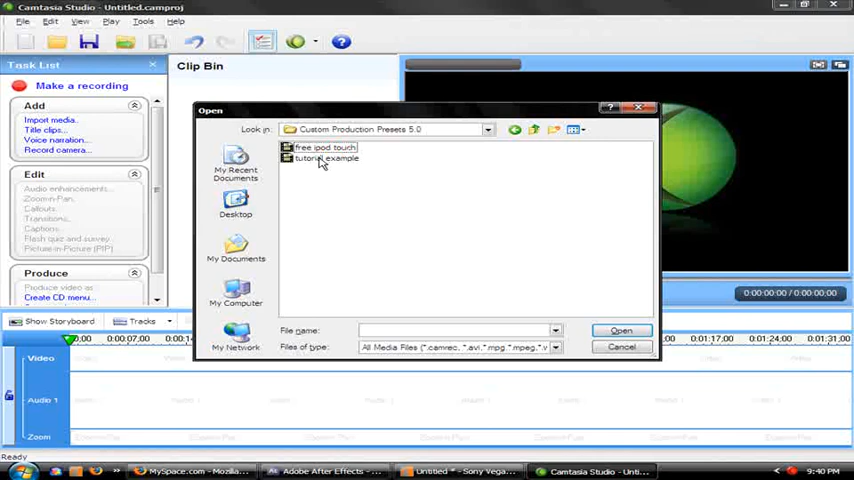 Camtasia Studio - Untitled.camproj
File Edit View Play Tools Help
Task List
Make a recording
Add
Import media...
Title clips...
Voice narration...
Record camera...
Edit
Audio enhancements...
Zoom-n-Pan...
Callouts...
Transitions...
Captions...
Flash quiz and survey...
Picture-in-Picture (PIP)
Produce
Produce video as...
Create CD menu...
Clip Bin
Open
Look in: Custom Production Presets 5.0
free ipod touch
tutorial example
My Recent
Documents
Desktop
My Documents
My Computer
My Network
File name:
Open
Files of type: All Media Files (*.camrec, *.avi,*.mpg,*.mpeg,*.v
Cancel
0:00:00:00 / 0:00:00:00
Show Storyboard Tracks
0:00:07;00 01:17;00 0:01:24;00 0:01:31;00
Video
Audio 1
Zoom
Ready
MySpace.com - Mozilla...
Adobe After Effects - ...
Untitled * - Sony Vega...
Camtasia Studio - Unti...
9:40 PM